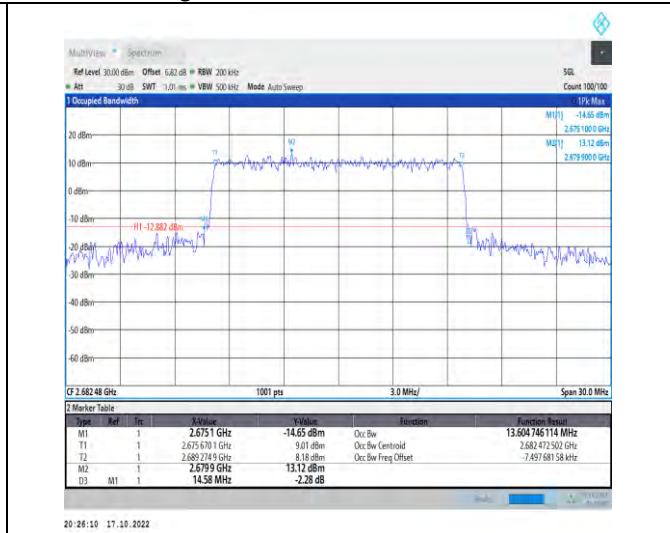 MultiView Spectrum
Ref Level 30.00 dBm Offset 6.82 dB RBW 200 kHz SGL
Att 30 dB SWT 1.01 ms VBW 500 kHz Mode Auto Sweep Count 100/100
1 Occupied Bandwidth 1Pk Max
M1[1] -14.65 dBm
2.675 100 0 GHz
M2[1] 13.12 dBm
2.679 900 0 GHz
20 dBm
M2
T1 T2
10 dBm
0 dBm
-10 dBm
H1 -12.882 dBm
-20 dBm
-30 dBm
-40 dBm
-50 dBm
-60 dBm
CF 2.682 48 GHz 1001 pts 3.0 MHz/ Span 30.0 MHz
2 Marker Table
Type Ref Trc X-Value Y-Value Function Function Result
M1 1 2.6751 GHz -14.65 dBm Occ Bw 13.604 746 114 MHz
T1 1 2.675 670 1 GHz 9.01 dBm Occ Bw Centroid 2.682 472 502 GHz
T2 1 2.689 274 9 GHz 8.18 dBm Occ Bw Freq Offset -7.497 681 58 kHz
M2 1 2.6799 GHz 13.12 dBm
D3 M1 1 14.58 MHz -2.28 dB
20:26:10 17.10.2022